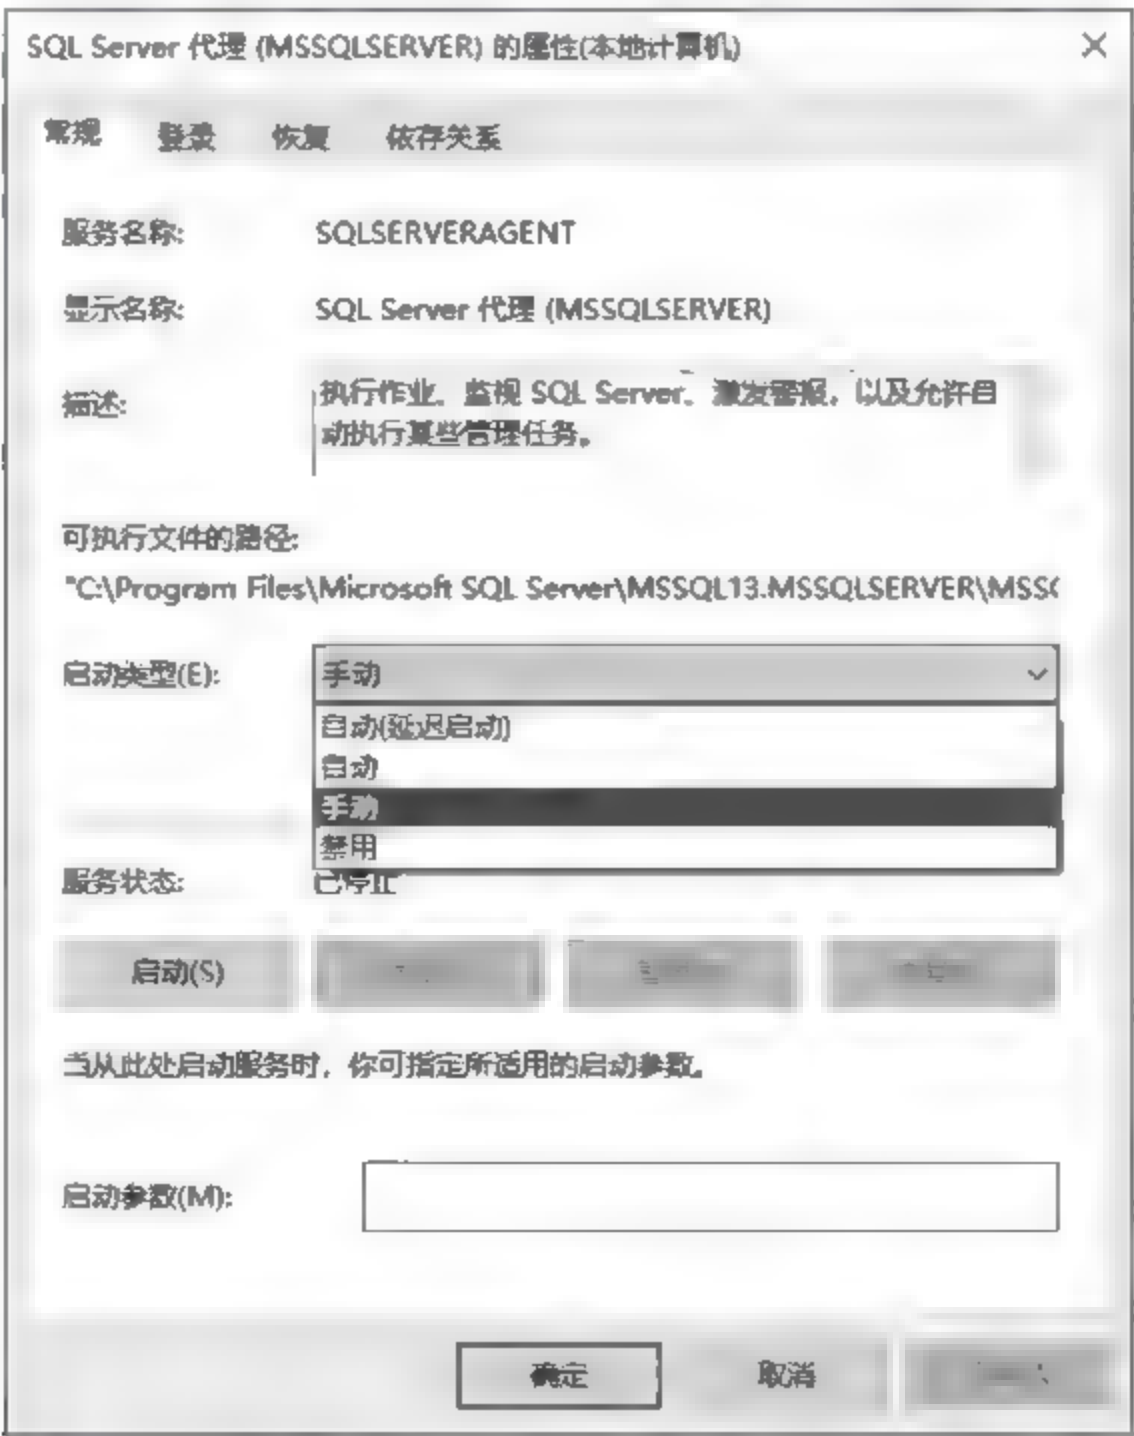 SQL Server 代理 (MSSQLSERVER) 的属性(本地计算机)
常规 登录 恢复 依存关系
服务名称: SQLSERVERAGENT
显示名称: SQL Server 代理 (MSSQLSERVER)
描述: 执行作业、监视 SQL Server、激发警报，以及允许自
动执行某些管理任务。
可执行文件的路径:
"C:\Program Files\Microsoft SQL Server\MSSQL13.MSSQLSERVER\MSSQ
启动类型(E): 手动
自动(延迟启动)
自动
手动
禁用
服务状态: 已停止
启动(S)
当从此处启动服务时，你可指定所适用的启动参数。
启动参数(M):
确定 取消